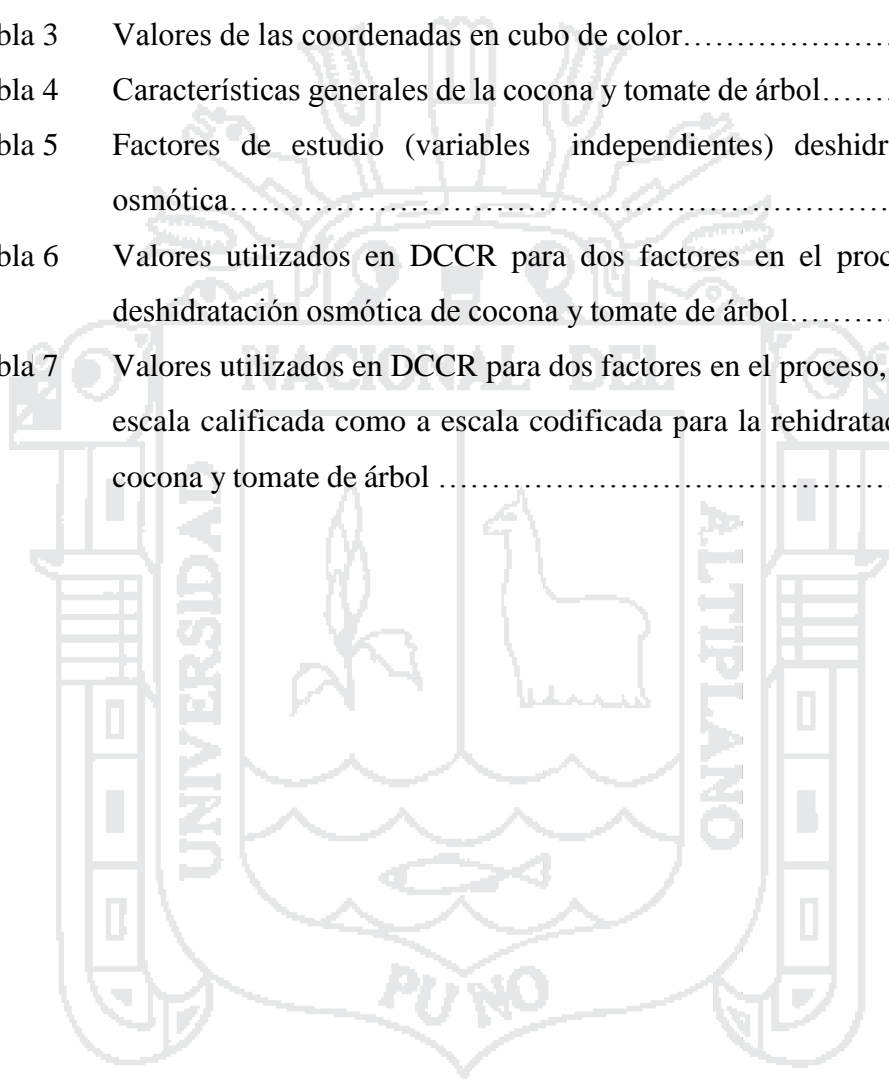 bla 3 Valores de las coordenadas en cubo de color…………………
bla 4 Características generales de la cocona y tomate de árbol…….
bla 5 Factores de estudio (variables independientes) deshidr
osmótica…………………………………………………………
bla 6 Valores utilizados en DCCR para dos factores en el proc
deshidratación osmótica de cocona y tomate de árbol……….
bla 7 Valores utilizados en DCCR para dos factores en el proceso,
escala calificada como a escala codificada para la rehidratac
cocona y tomate de árbol ……………………………………
NACIONAL DEL
UNIVERSIDAD
ALTIPLANO
PUNO